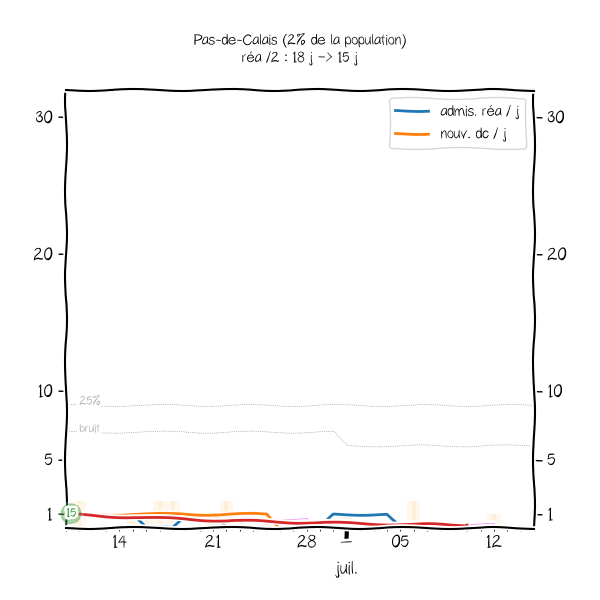 Pas-de-Calais (2% de la population)
réa /2 : 18 j -> 15 j
admis. réa / j
nouv. dc / j
30 30
20 20
10 10
25%
bruit
5 5
1 15 1
14 21 28 1 05 12
juil.